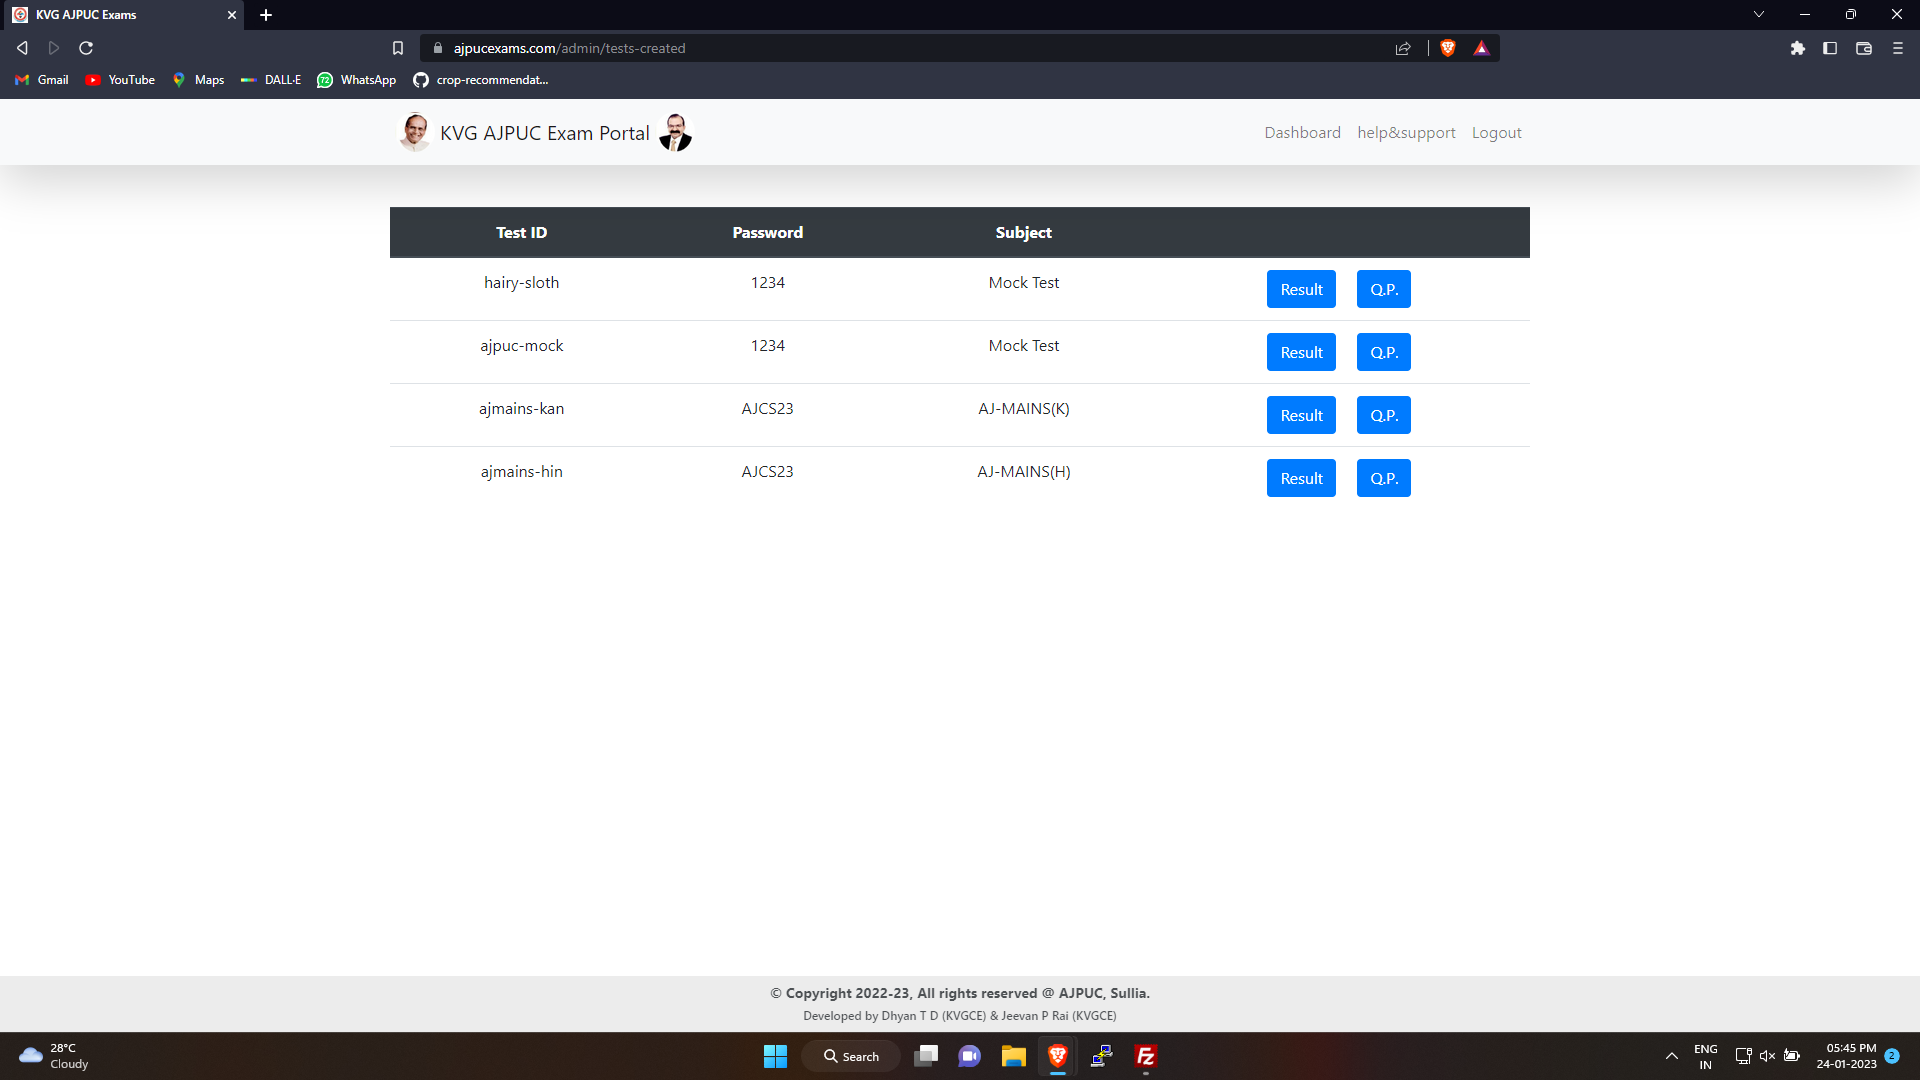 KVG AJPUC Exams
ajpucexams.com/admin/tests-created
Gmail YouTube Maps DALL·E WhatsApp crop-recommendat...
KVG AJPUC Exam Portal Dashboard help&support Logout
Test ID Password Subject
hairy-sloth 1234 Mock Test Result Q.P.
ajpuc-mock 1234 Mock Test Result Q.P.
ajmains-kan AJCS23 AJ-MAINS(K) Result Q.P.
ajmains-hin AJCS23 AJ-MAINS(H) Result Q.P.
© Copyright 2022-23, All rights reserved @ AJPUC, Sullia.
Developed by Dhyan T D (KVGCE) & Jeevan P Rai (KVGCE)
28°C
Cloudy
Search
ENG
IN
05:45 PM
24-01-2023
2